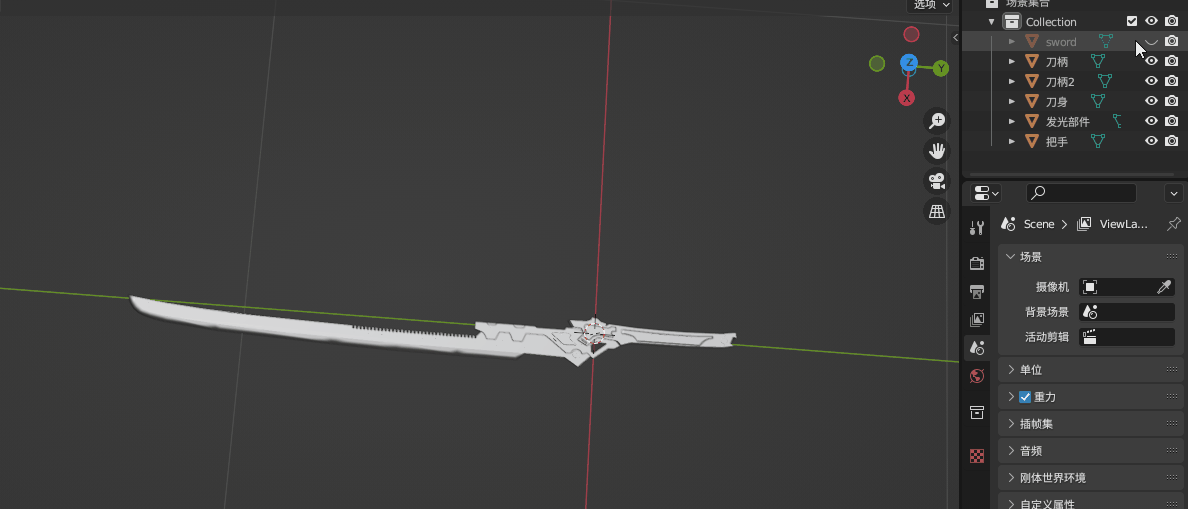 选项
场景集合
Collection
sword
刀柄
刀柄2
刀身
发光部件
把手
Z
Y
X
Scene
ViewLa...
场景
摄像机
背景场景
活动剪辑
单位
重力
插帧集
音频
刚体世界环境
自定义属性